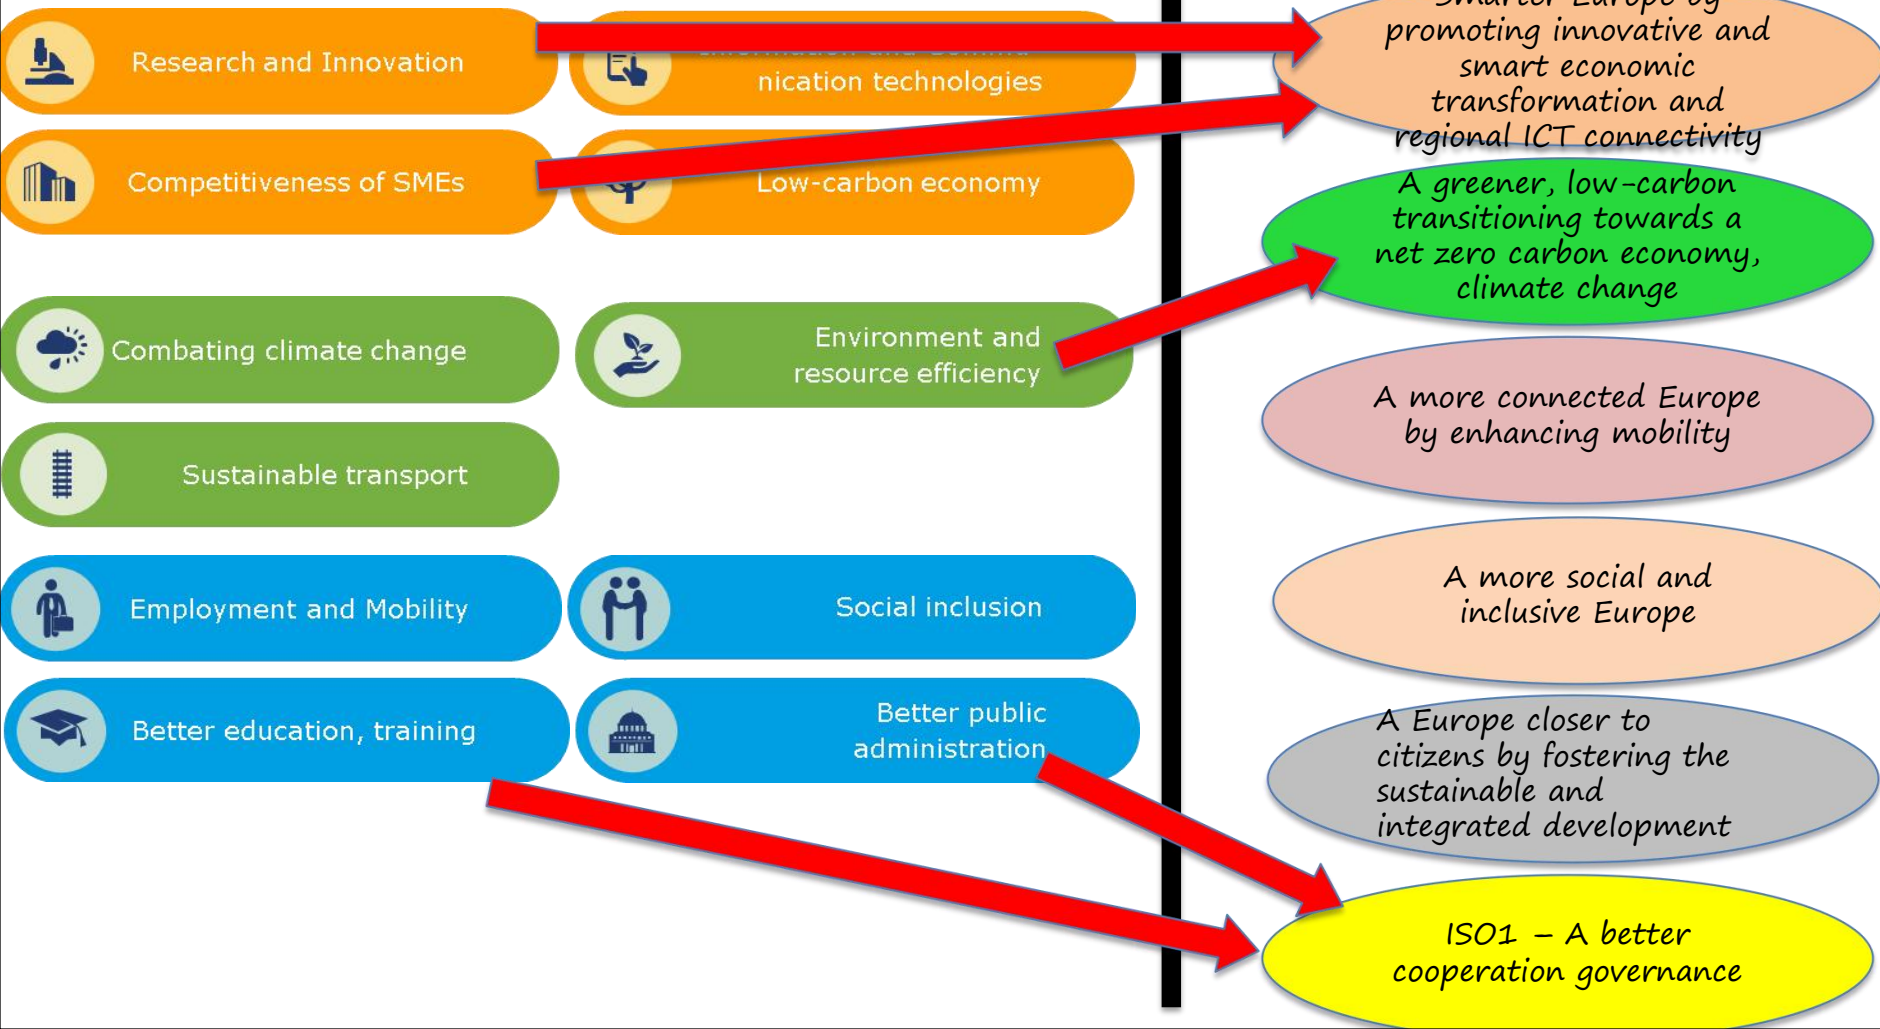 Research and Innovation
nication technologies
Competitiveness of SMEs
Low-carbon economy
Combating climate change
Environment and
resource efficiency
Sustainable transport
Employment and Mobility
Social inclusion
Better education, training
Better public
administration
Smarter Europe by
promoting innovative and
smart economic
transformation and
regional ICT connectivity
A greener, low-carbon
transitioning towards a
net zero carbon economy,
climate change
A more connected Europe
by enhancing mobility
A more social and
inclusive Europe
A Europe closer to
citizens by fostering the
sustainable and
integrated development
ISO1 – A better
cooperation governance